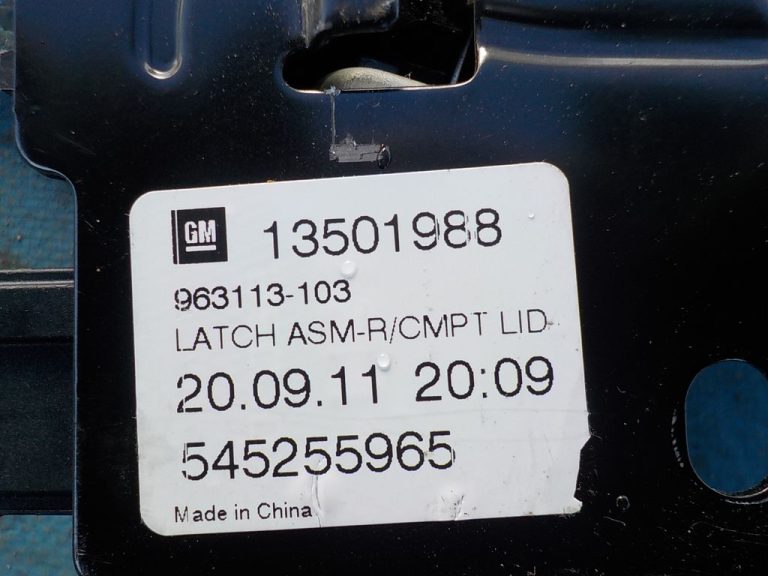 GM 13501988
963113-103
LATCH ASM-R/CMPT LID
20.09.11 20:09
545255965
Made in China